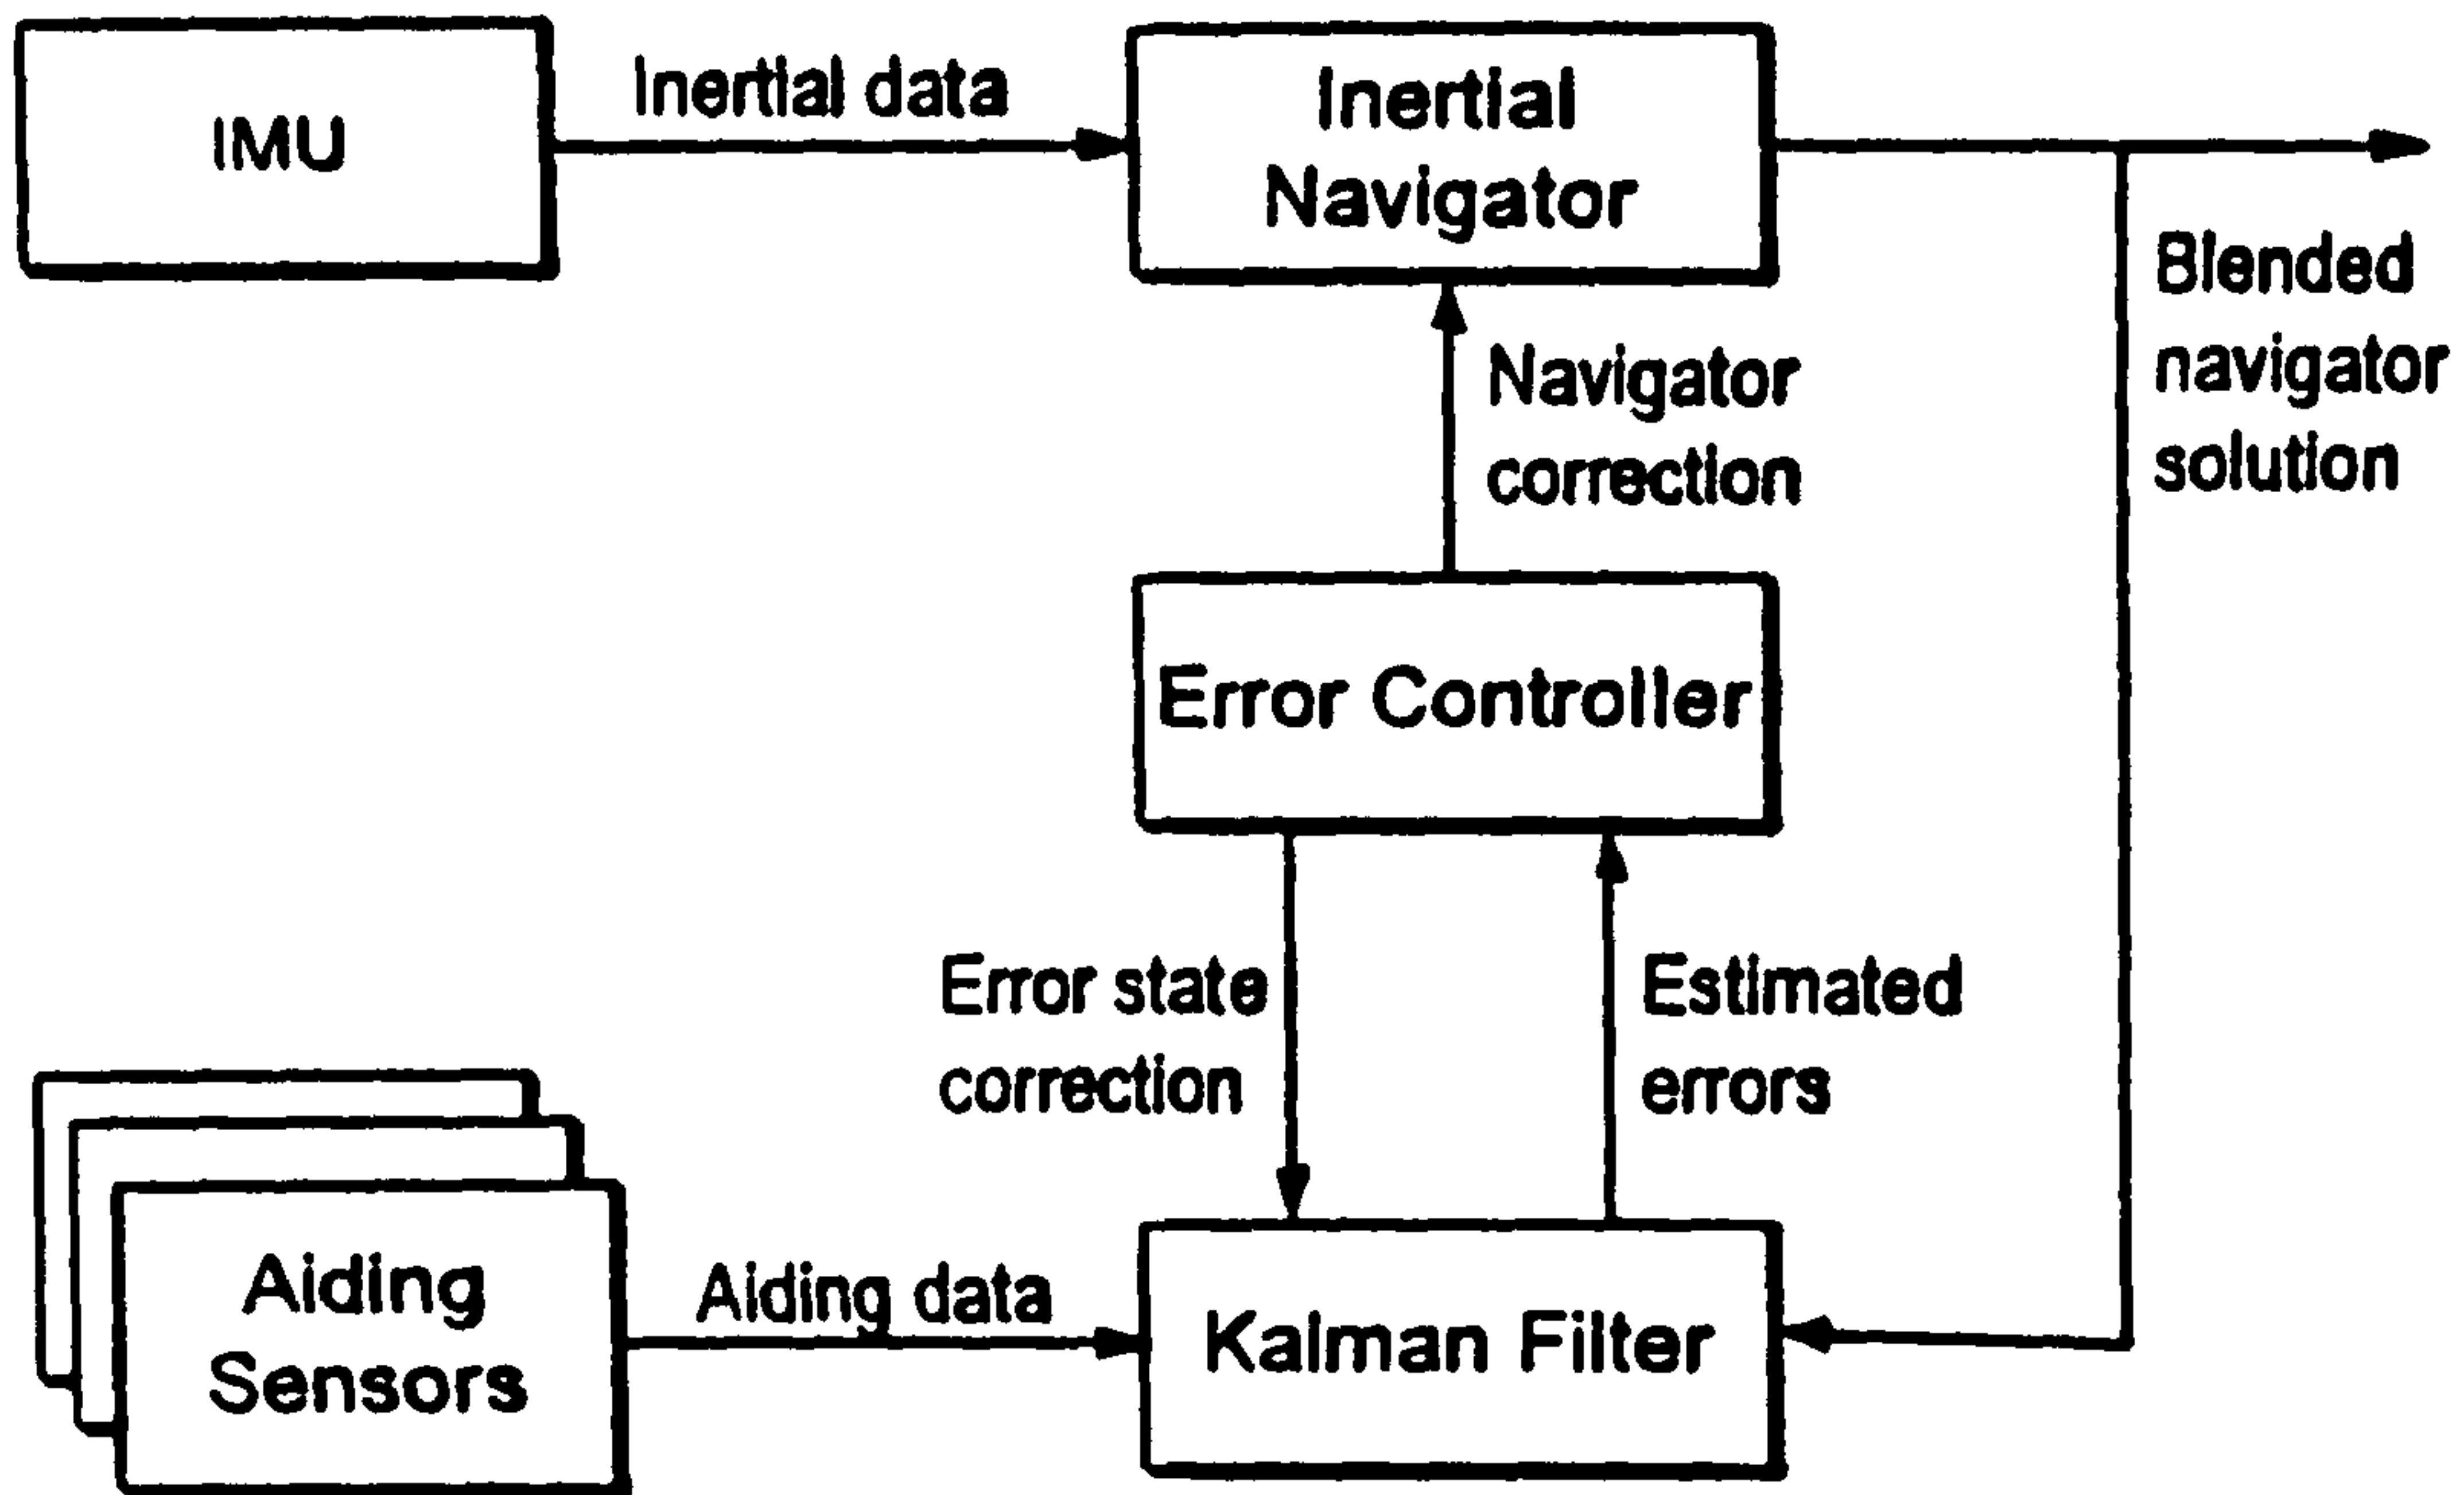 IMU
Inertial data
Inertial
Navigator
Blended
navigator
solution
Navigator
correction
Error Controller
Error state
correction
Estimated
errors
Aiding
Sensors
Aiding data
Kalman Filter